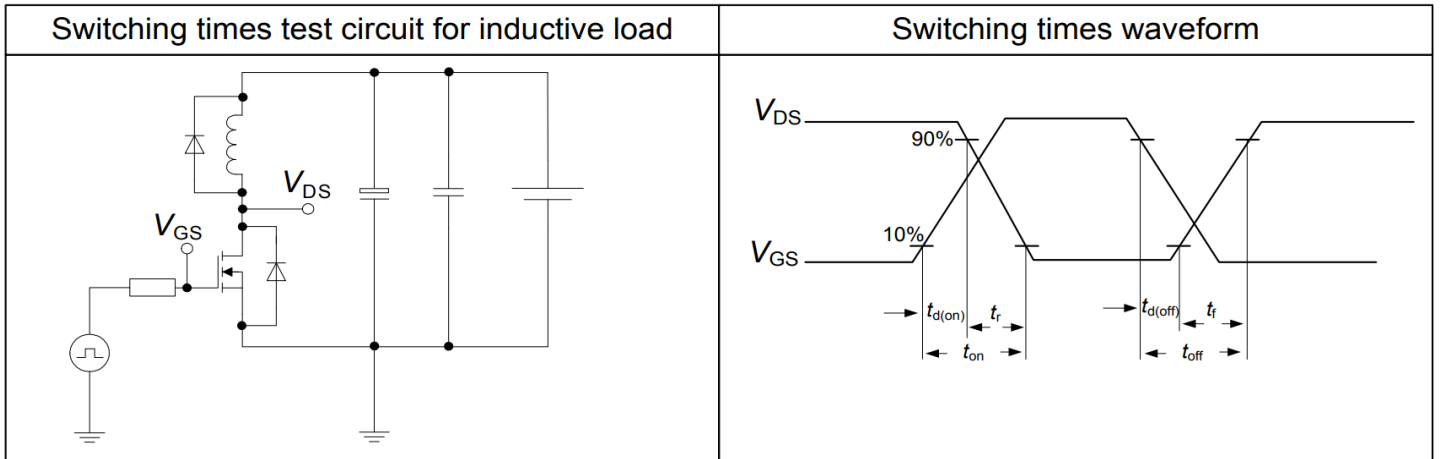 Switching times test circuit for inductive load
Switching times waveform
VDS
VGS
VDS
90%
10%
VGS
td(on) tr
td(off) tf
ton
toff